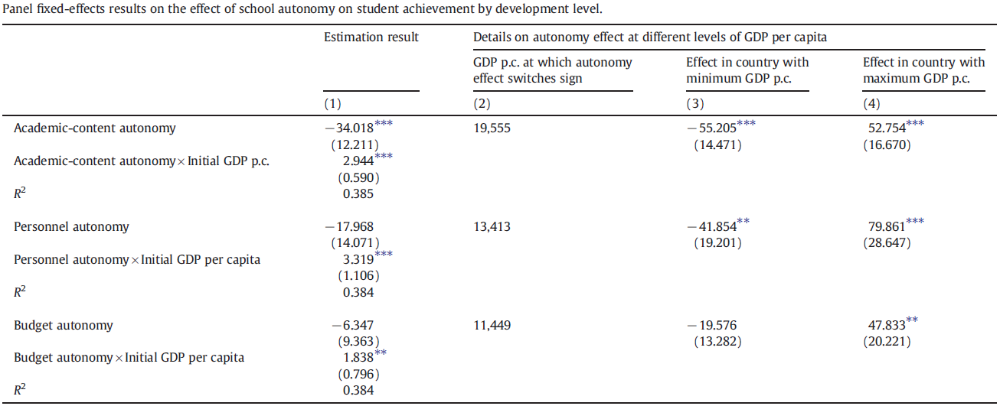 Panel fixed-effects results on the effect of school autonomy on student achievement by development level.
Estimation result Details on autonomy effect at different levels of GDP per capita
GDP p.c. at which autonomy effect switches sign Effect in country with minimum GDP p.c. Effect in country with maximum GDP p.c.
(1) (2) (3) (4)
Academic-content autonomy −34.018*** 19,555 −55.205*** 52.754***
(12.211) (14.471) (16.670)
Academic-content autonomy × Initial GDP p.c. 2.944***
(0.590)
R² 0.385
Personnel autonomy −17.968 13,413 −41.854** 79.861***
(14.071) (19.201) (28.647)
Personnel autonomy × Initial GDP per capita 3.319***
(1.106)
R² 0.384
Budget autonomy −6.347 11,449 −19.576 47.833**
(9.363) (13.282) (20.221)
Budget autonomy × Initial GDP per capita 1.838**
(0.796)
R² 0.384